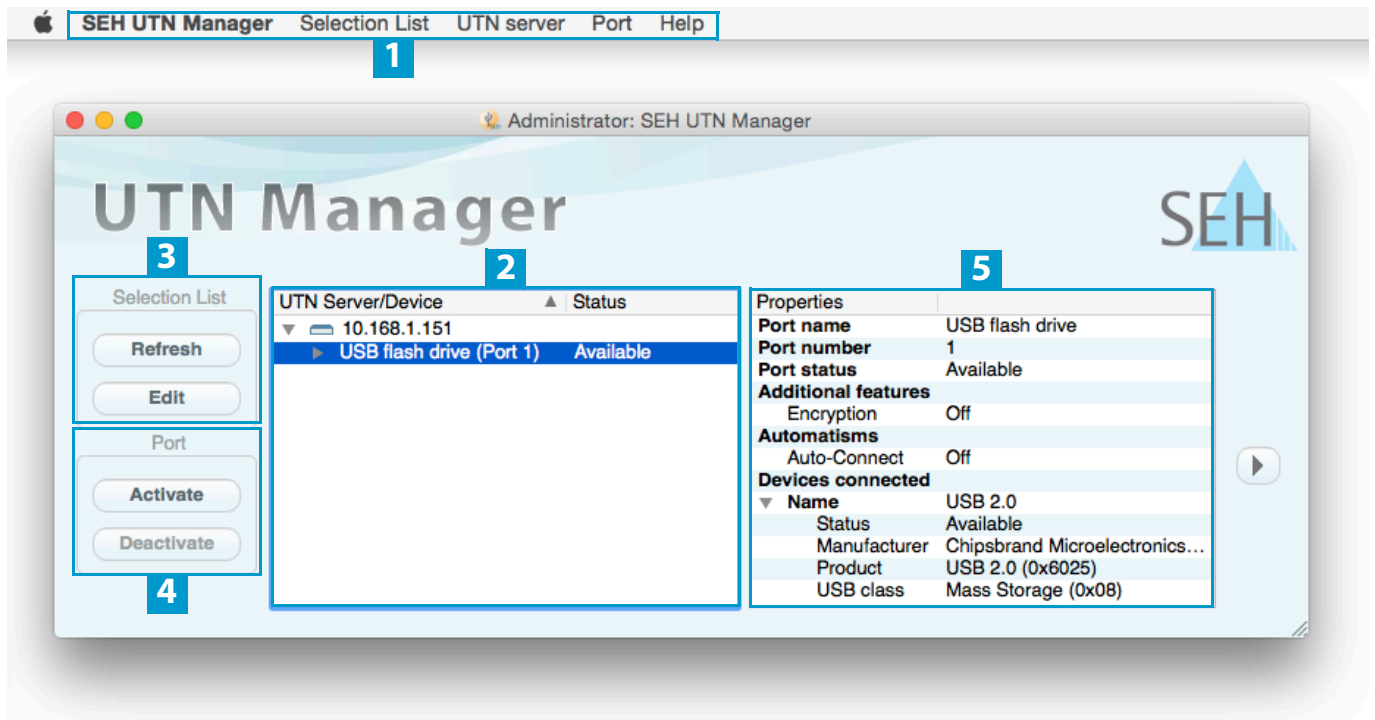 SEH UTN Manager Selection List UTN server Port Help
1
Administrator: SEH UTN Manager
UTN Manager
SEH
3
Selection List
Refresh
Edit
Port
Activate
Deactivate
4
2
UTN Server/Device Status
10.168.1.151
USB flash drive (Port 1) Available
5
Properties
Port name USB flash drive
Port number 1
Port status Available
Additional features
Encryption Off
Automatisms
Auto-Connect Off
Devices connected
Name USB 2.0
Status Available
Manufacturer Chipsbrand Microelectronics...
Product USB 2.0 (0x6025)
USB class Mass Storage (0x08)